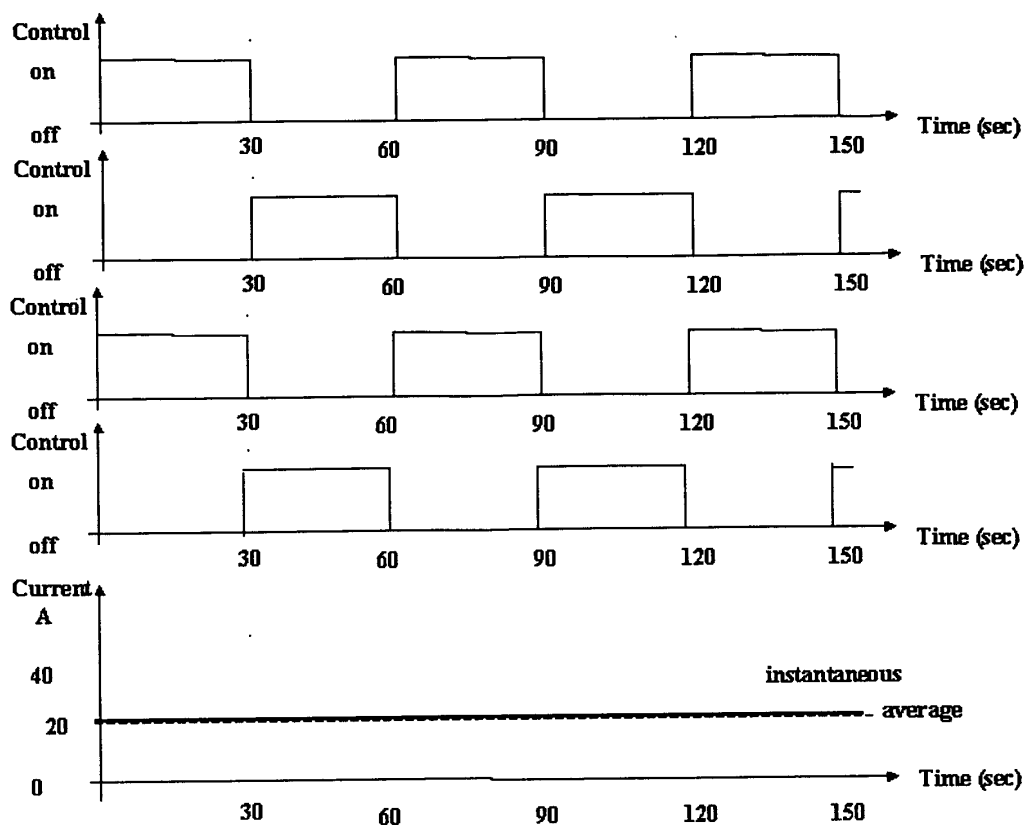 Control
on
off
Time (sec)
30 60 90 120 150
Control
on
off
Time (sec)
30 60 90 120 150
Control
on
off
Time (sec)
30 60 90 120 150
Control
on
off
Time (sec)
30 60 90 120 150
Current
A
40
instantaneous
20
average
0
Time (sec)
30 60 90 120 150